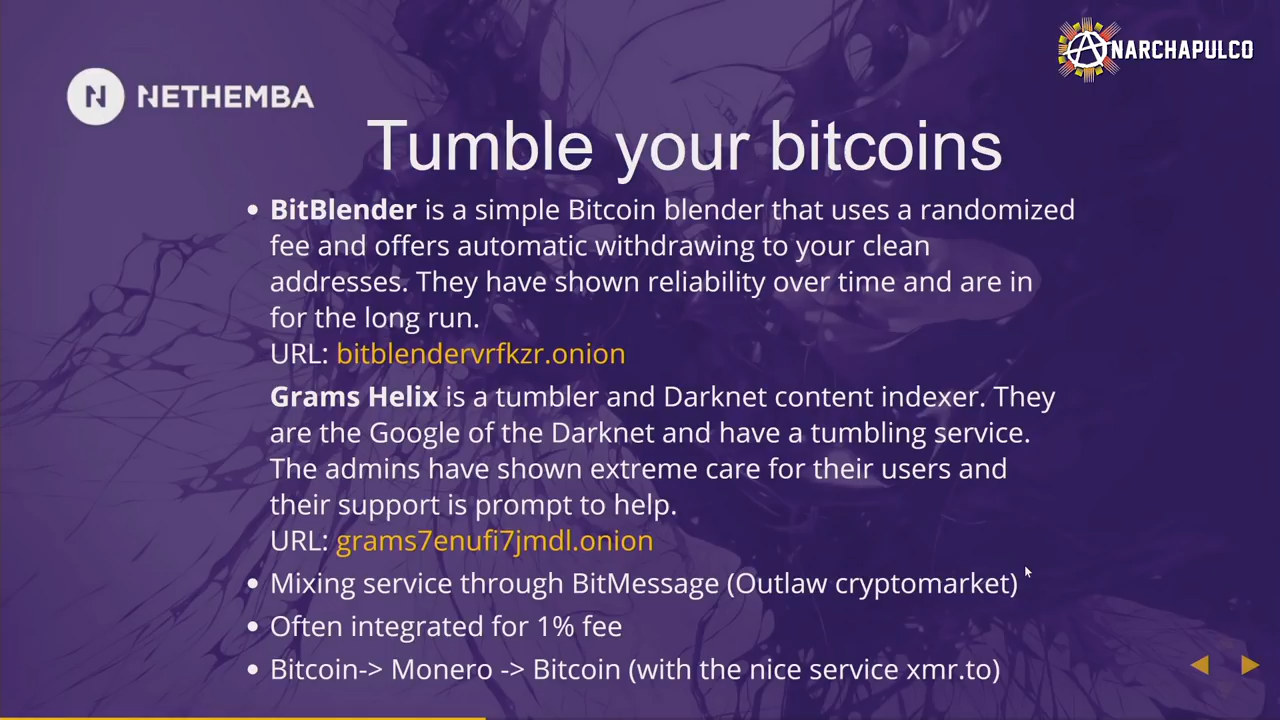 ANARCHAPULCO
N NETHEMBA
Tumble your bitcoins
• BitBlender is a simple Bitcoin blender that uses a randomized
fee and offers automatic withdrawing to your clean
addresses. They have shown reliability over time and are in
for the long run.
URL: bitblendervrfkzr.onion
Grams Helix is a tumbler and Darknet content indexer. They
are the Google of the Darknet and have a tumbling service.
The admins have shown extreme care for their users and
their support is prompt to help.
URL: grams7enufi7jmdl.onion
• Mixing service through BitMessage (Outlaw cryptomarket)
• Often integrated for 1% fee
• Bitcoin-> Monero -> Bitcoin (with the nice service xmr.to)